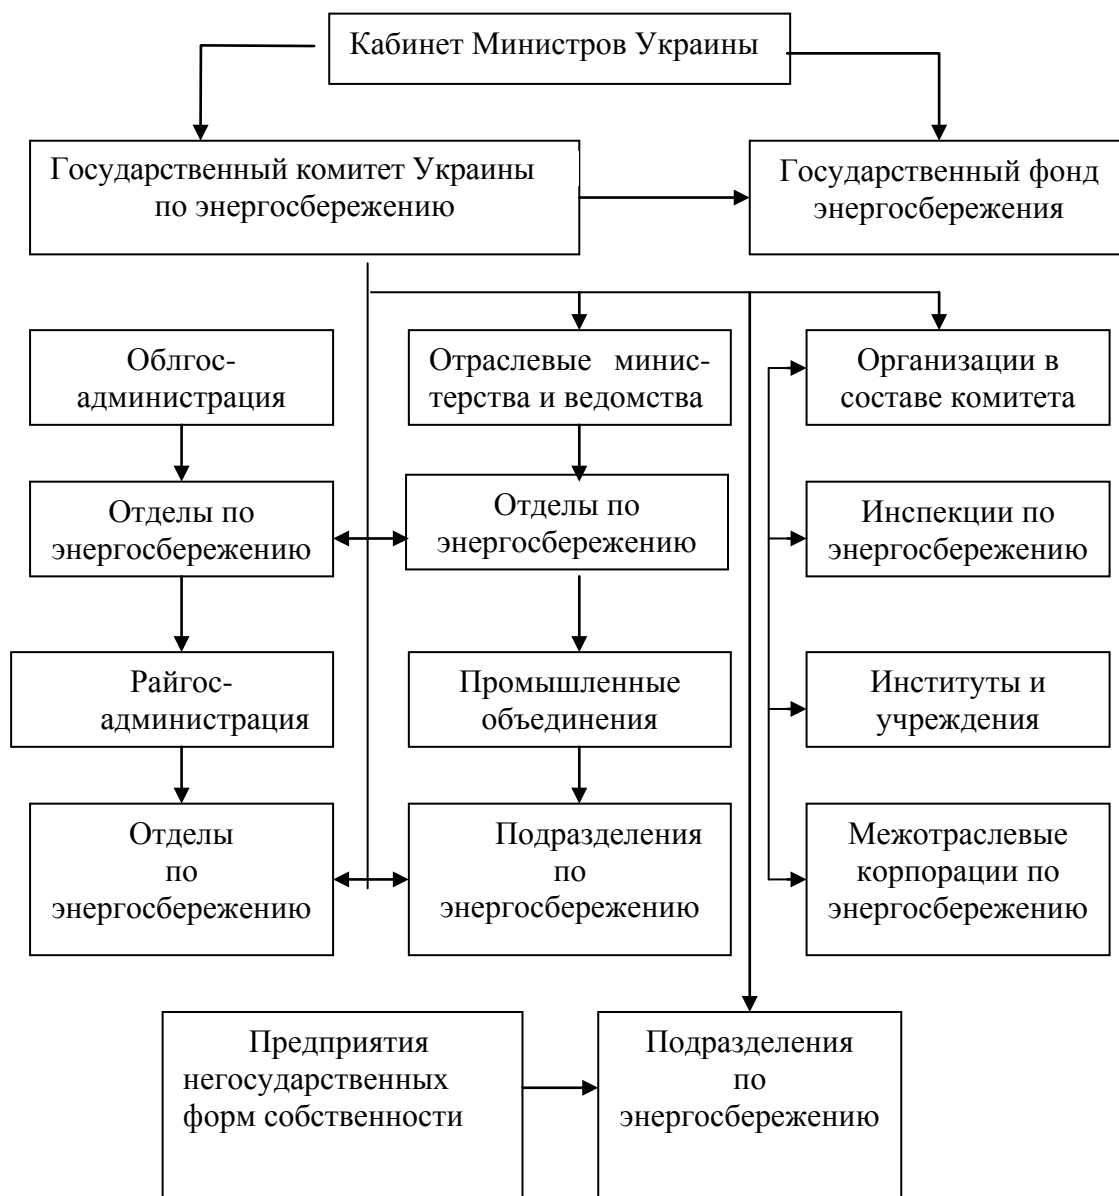 Кабинет Министров Украины
Государственный комитет Украины
по энергосбережению
Государственный фонд
энергосбережения
Облгос-
администрация
Отраслевые минис-
терства и ведомства
Организации в
составе комитета
Отделы по
энергосбережению
Отделы по
энергосбережению
Инспекции по
энергосбережению
Райгос-
администрация
Промышленные
объединения
Институты и
учреждения
Отделы
по
энергосбережению
Подразделения
по
энергосбережению
Межотраслевые
корпорации по
энергосбережению
Предприятия
негосударственных
форм собственности
Подразделения
по
энергосбережению